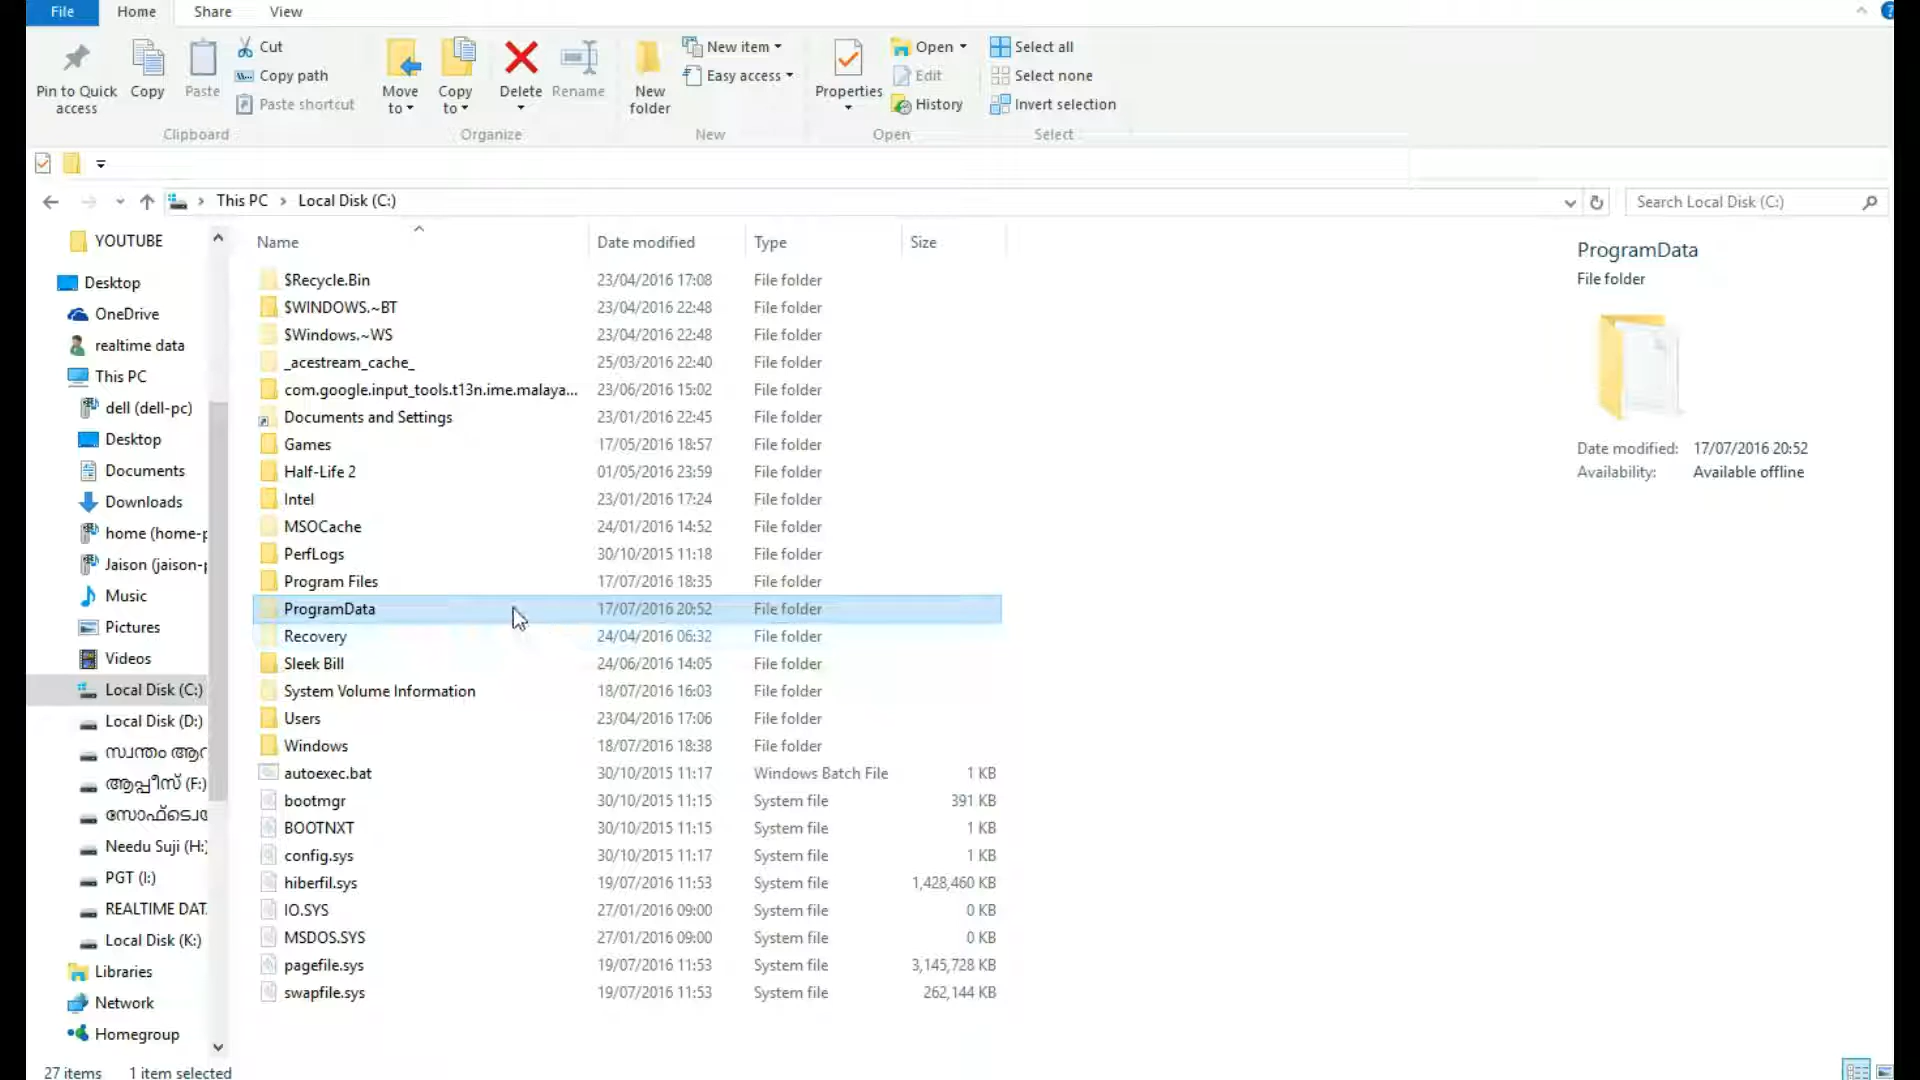 File Home Share View
Pin to Quick access
Copy
Paste
Cut
Copy path
Paste shortcut
Clipboard
Move to
Copy to
Delete
Rename
Organize
New folder
New item
Easy access
New
Properties
Open
Edit
History
Open
Select all
Select none
Invert selection
Select
This PC Local Disk (C:)
Search Local Disk (C:)
YOUTUBE
Desktop
OneDrive
realtime data
This PC
dell (dell-pc)
Desktop
Documents
Downloads
home (home-p
Jaison (jaison-p
Music
Pictures
Videos
Local Disk (C:)
Local Disk (D:)
സ്വന്തം ആ
ആപ്പീസ് (F:)
Needu Suji (H:)
PGT (I:)
REALTIME DAT
Local Disk (K:)
Libraries
Network
Homegroup
Name Date modified Type Size
$Recycle.Bin 23/04/2016 17:08 File folder
$WINDOWS.~BT 23/04/2016 22:48 File folder
$Windows.~WS 23/04/2016 22:48 File folder
_acestream_cache_ 25/03/2016 22:40 File folder
com.google.input_tools.t13n.ime.malaya... 23/06/2016 15:02 File folder
Documents and Settings 23/01/2016 22:45 File folder
Games 17/05/2016 18:57 File folder
Half-Life 2 01/05/2016 23:59 File folder
Intel 23/01/2016 17:24 File folder
MSOCache 24/01/2016 14:52 File folder
PerfLogs 30/10/2015 11:18 File folder
Program Files 17/07/2016 18:35 File folder
ProgramData 17/07/2016 20:52 File folder
Recovery 24/04/2016 06:32 File folder
Sleek Bill 24/06/2016 14:05 File folder
System Volume Information 18/07/2016 16:03 File folder
Users 23/04/2016 17:06 File folder
Windows 18/07/2016 18:38 File folder
autoexec.bat 30/10/2015 11:17 Windows Batch File 1 KB
bootmgr 30/10/2015 11:15 System file 391 KB
BOOTNXT 30/10/2015 11:15 System file 1 KB
config.sys 30/10/2015 11:17 System file 1 KB
hiberfil.sys 19/07/2016 11:53 System file 1,428,460 KB
IO.SYS 27/01/2016 09:00 System file 0 KB
MSDOS.SYS 27/01/2016 09:00 System file 0 KB
pagefile.sys 19/07/2016 11:53 System file 3,145,728 KB
swapfile.sys 19/07/2016 11:53 System file 262,144 KB
ProgramData
File folder
Date modified: 17/07/2016 20:52
Availability: Available offline
27 items 1 item selected